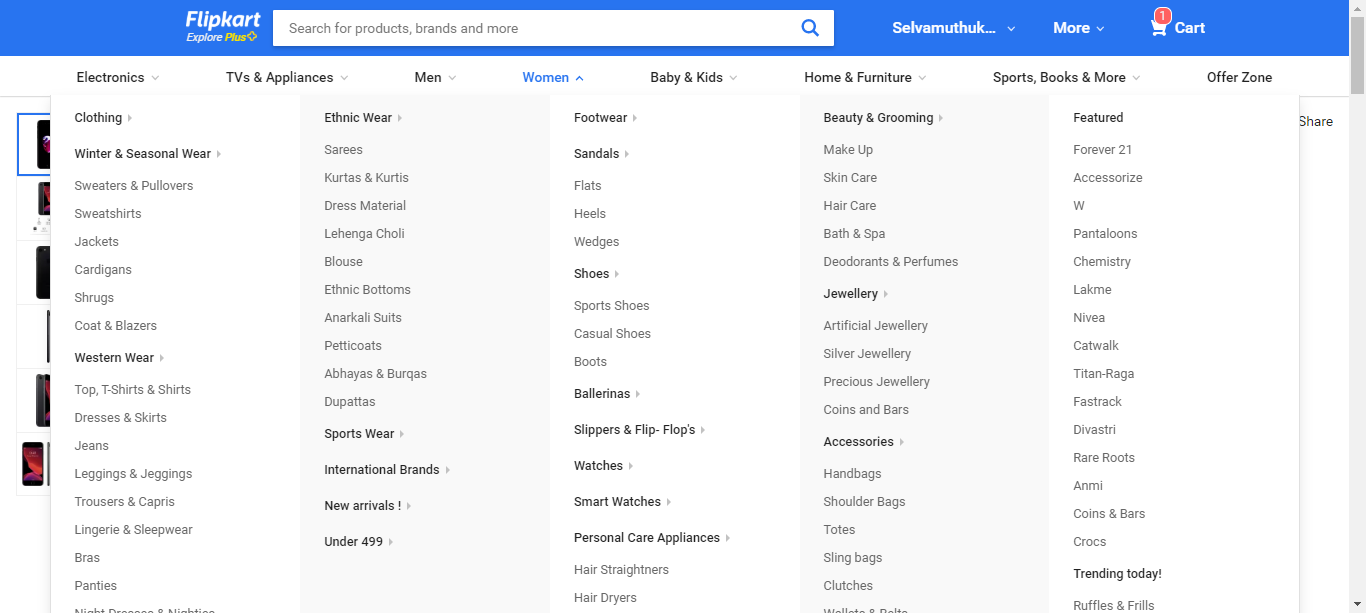 Flipkart
Explore Plus
Search for products, brands and more
Selvamuthuk...
More
1
Cart
Electronics
TVs & Appliances
Men
Women
Baby & Kids
Home & Furniture
Sports, Books & More
Offer Zone
Share
Clothing
Winter & Seasonal Wear
Sweaters & Pullovers
Sweatshirts
Jackets
Cardigans
Shrugs
Coat & Blazers
Western Wear
Top, T-Shirts & Shirts
Dresses & Skirts
Jeans
Leggings & Jeggings
Trousers & Capris
Lingerie & Sleepwear
Bras
Panties
Night Dresses & Nighties
Ethnic Wear
Sarees
Kurtas & Kurtis
Dress Material
Lehenga Choli
Blouse
Ethnic Bottoms
Anarkali Suits
Petticoats
Abhayas & Burqas
Dupattas
Sports Wear
International Brands
New arrivals !
Under 499
Footwear
Sandals
Flats
Heels
Wedges
Shoes
Sports Shoes
Casual Shoes
Boots
Ballerinas
Slippers & Flip- Flop's
Watches
Smart Watches
Personal Care Appliances
Hair Straightners
Hair Dryers
Beauty & Grooming
Make Up
Skin Care
Hair Care
Bath & Spa
Deodorants & Perfumes
Jewellery
Artificial Jewellery
Silver Jewellery
Precious Jewellery
Coins and Bars
Accessories
Handbags
Shoulder Bags
Totes
Sling bags
Clutches
Wallets & Belts
Featured
Forever 21
Accessorize
W
Pantaloons
Chemistry
Lakme
Nivea
Catwalk
Titan-Raga
Fastrack
Divastri
Rare Roots
Anmi
Coins & Bars
Crocs
Trending today!
Ruffles & Frills